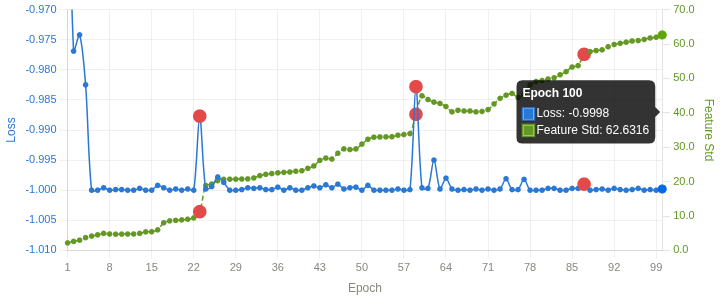 -0.970
-0.975
-0.980
-0.985
-0.990
-0.995
-1.000
-1.005
-1.010
Loss
70.0
60.0
50.0
40.0
30.0
20.0
10.0
0.0
Feature Std
Epoch 100
Loss: -0.9998
Feature Std: 62.6316
1 8 15 22 29 36 43 50 57 64 71 78 85 92 99
Epoch